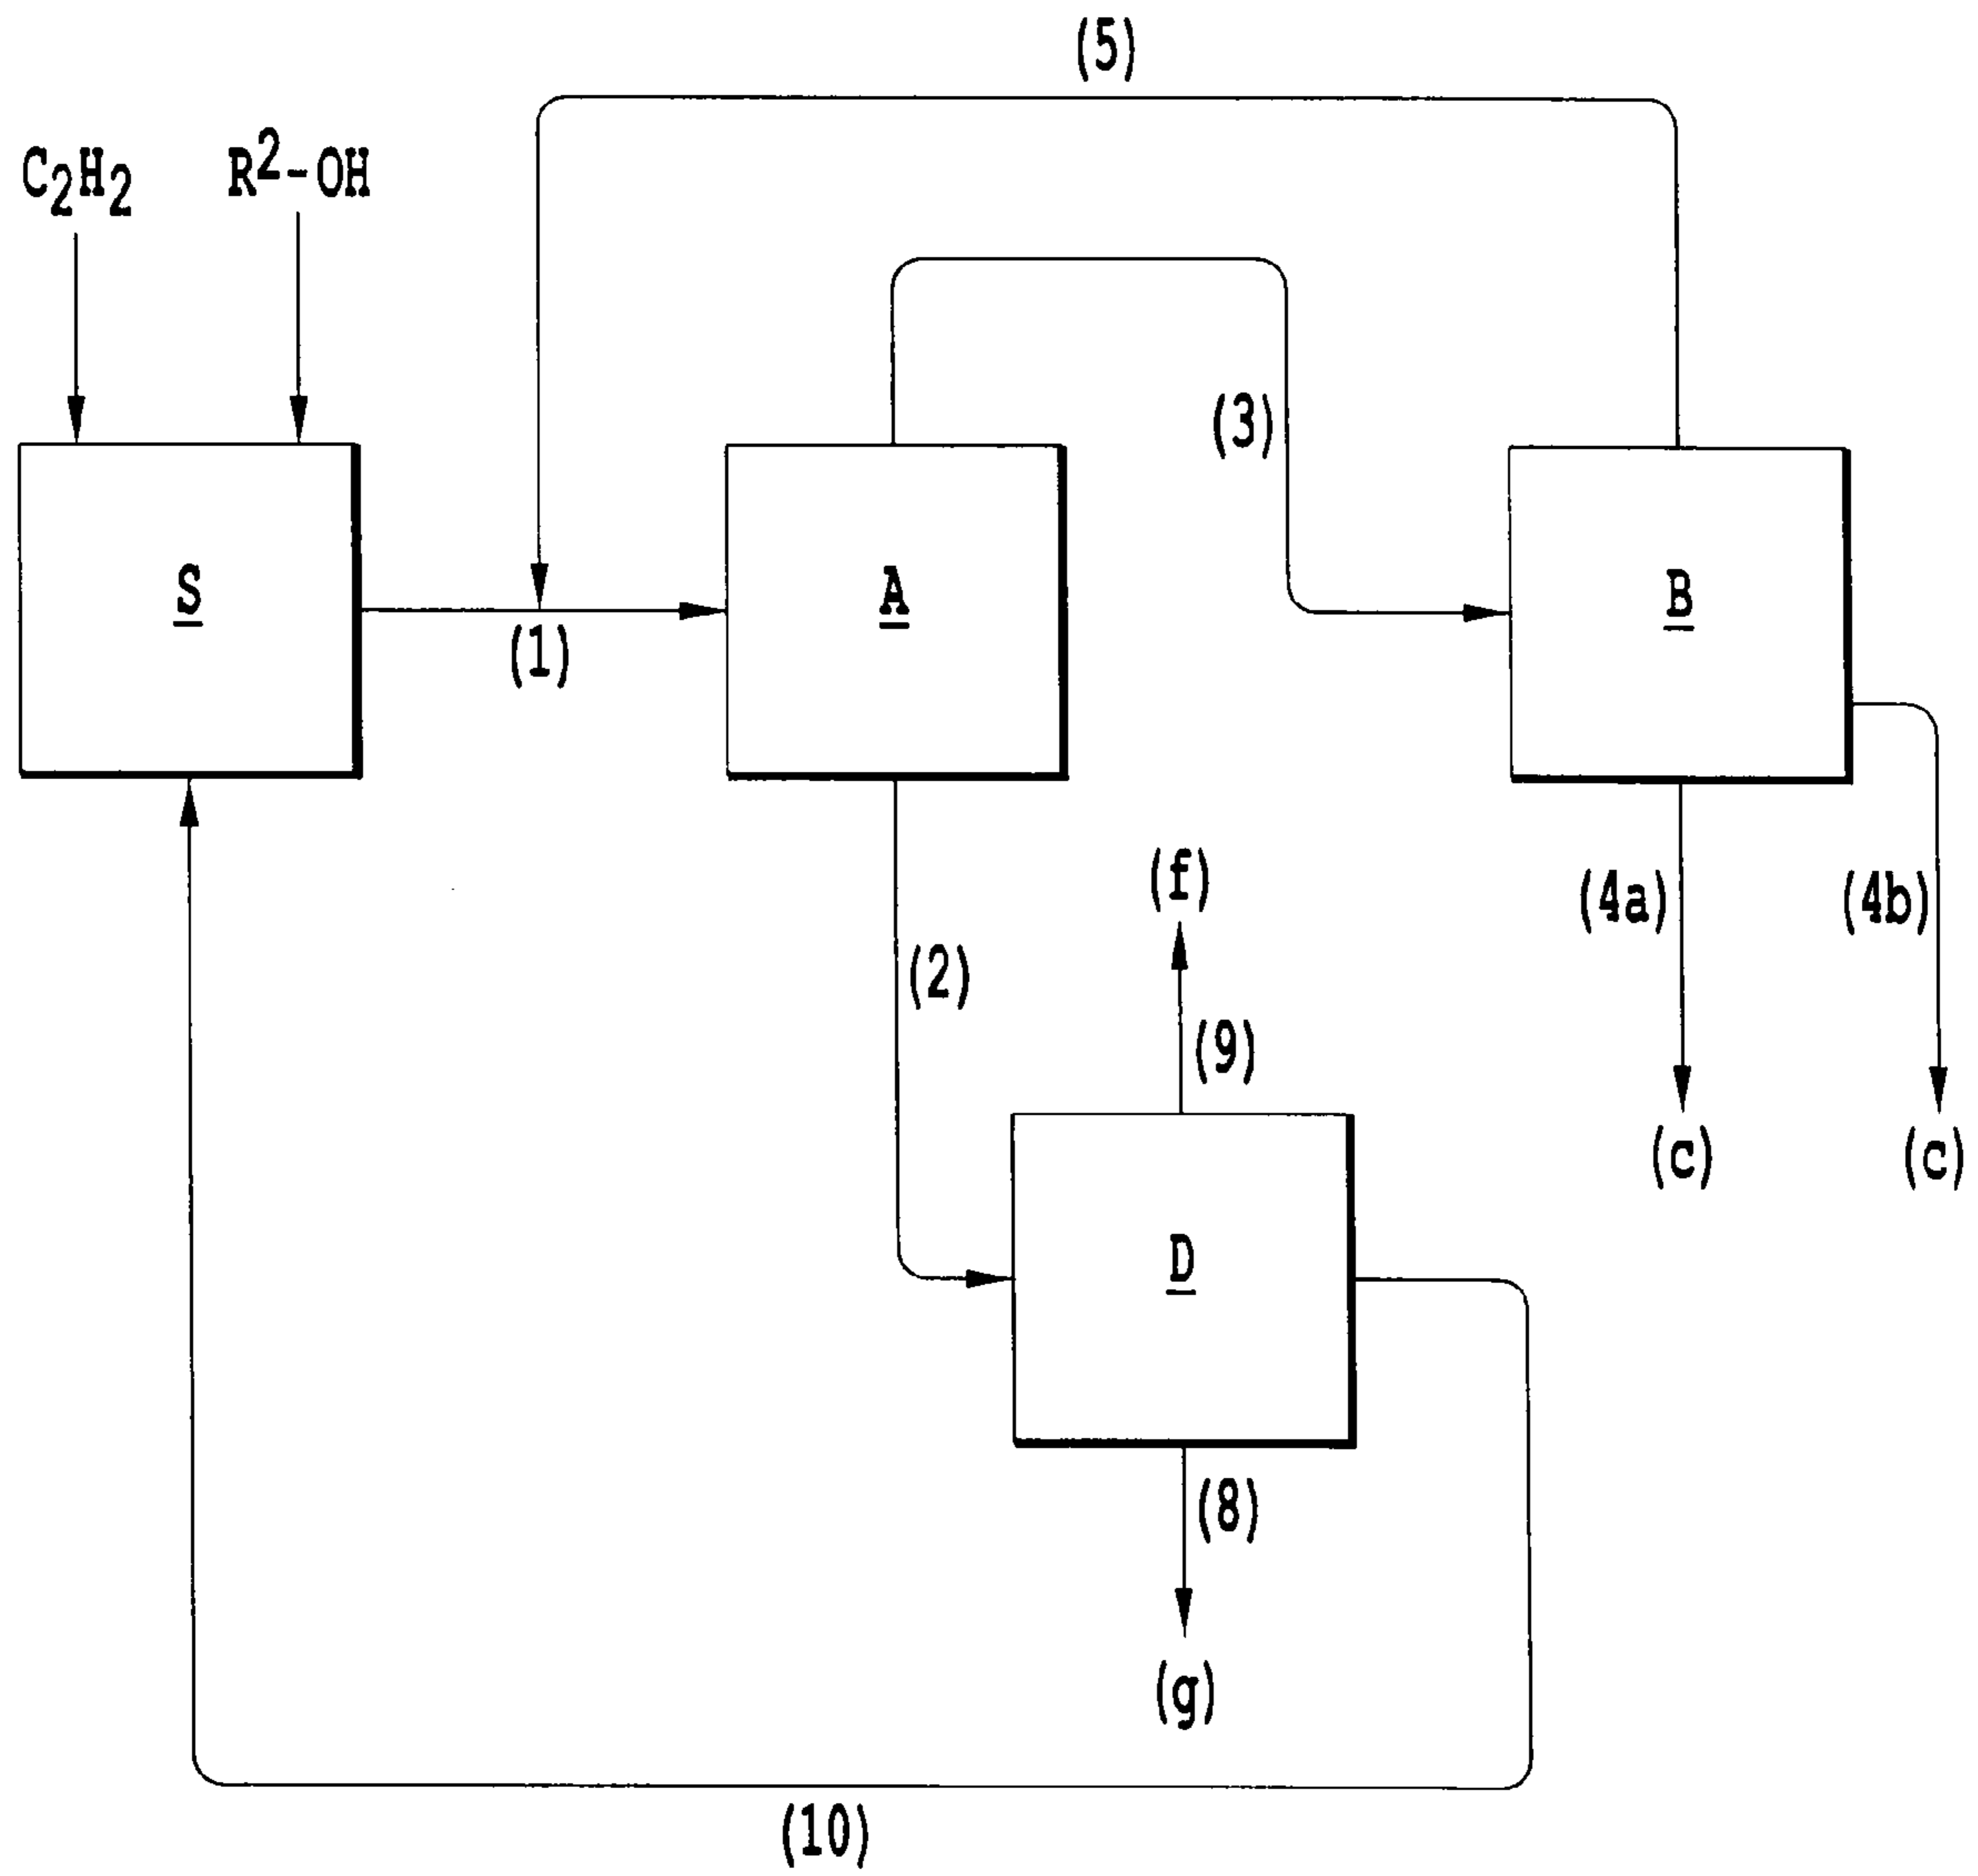 (5)
C2H2
R2-OH
(3)
S
A
B
(1)
(f)
(4a)
(4b)
(2)
(9)
(c)
(c)
D
(8)
(g)
(10)